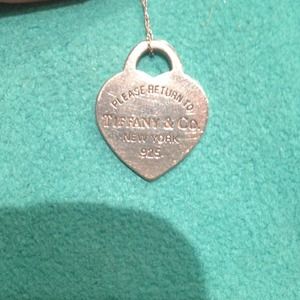 PLEASE RETURN TO
TIFFANY & CO.
NEW YORK
925